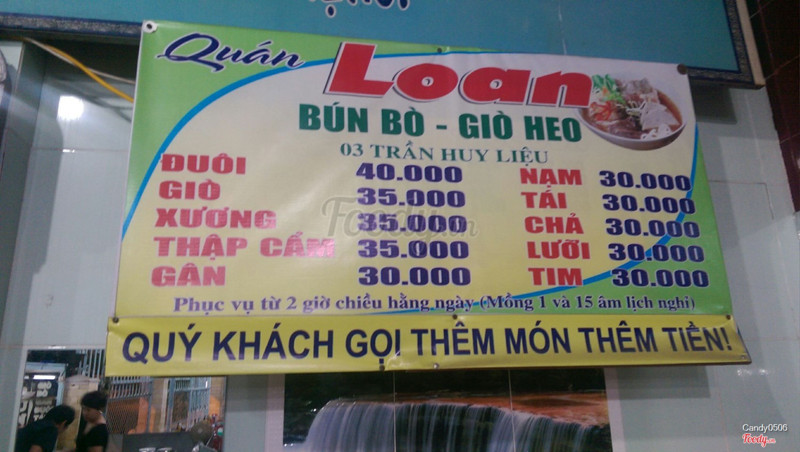 Quán Loan
BÚN BÒ - GIÒ HEO
03 TRẦN HUY LIỆU
ĐUÔI 40.000
GIÒ 35.000
XƯƠNG 35.000
THẬP CẨM 35.000
GÂN 30.000
NẠM 30.000
TÁI 30.000
CHẢ 30.000
LƯỠI 30.000
TIM 30.000
Phục vụ từ 2 giờ chiều hằng ngày (Mồng 1 và 15 âm lịch nghỉ)
QUÝ KHÁCH GỌI THÊM MÓN THÊM TIỀN!
Foody.vn
Candy0506
Foody.vn